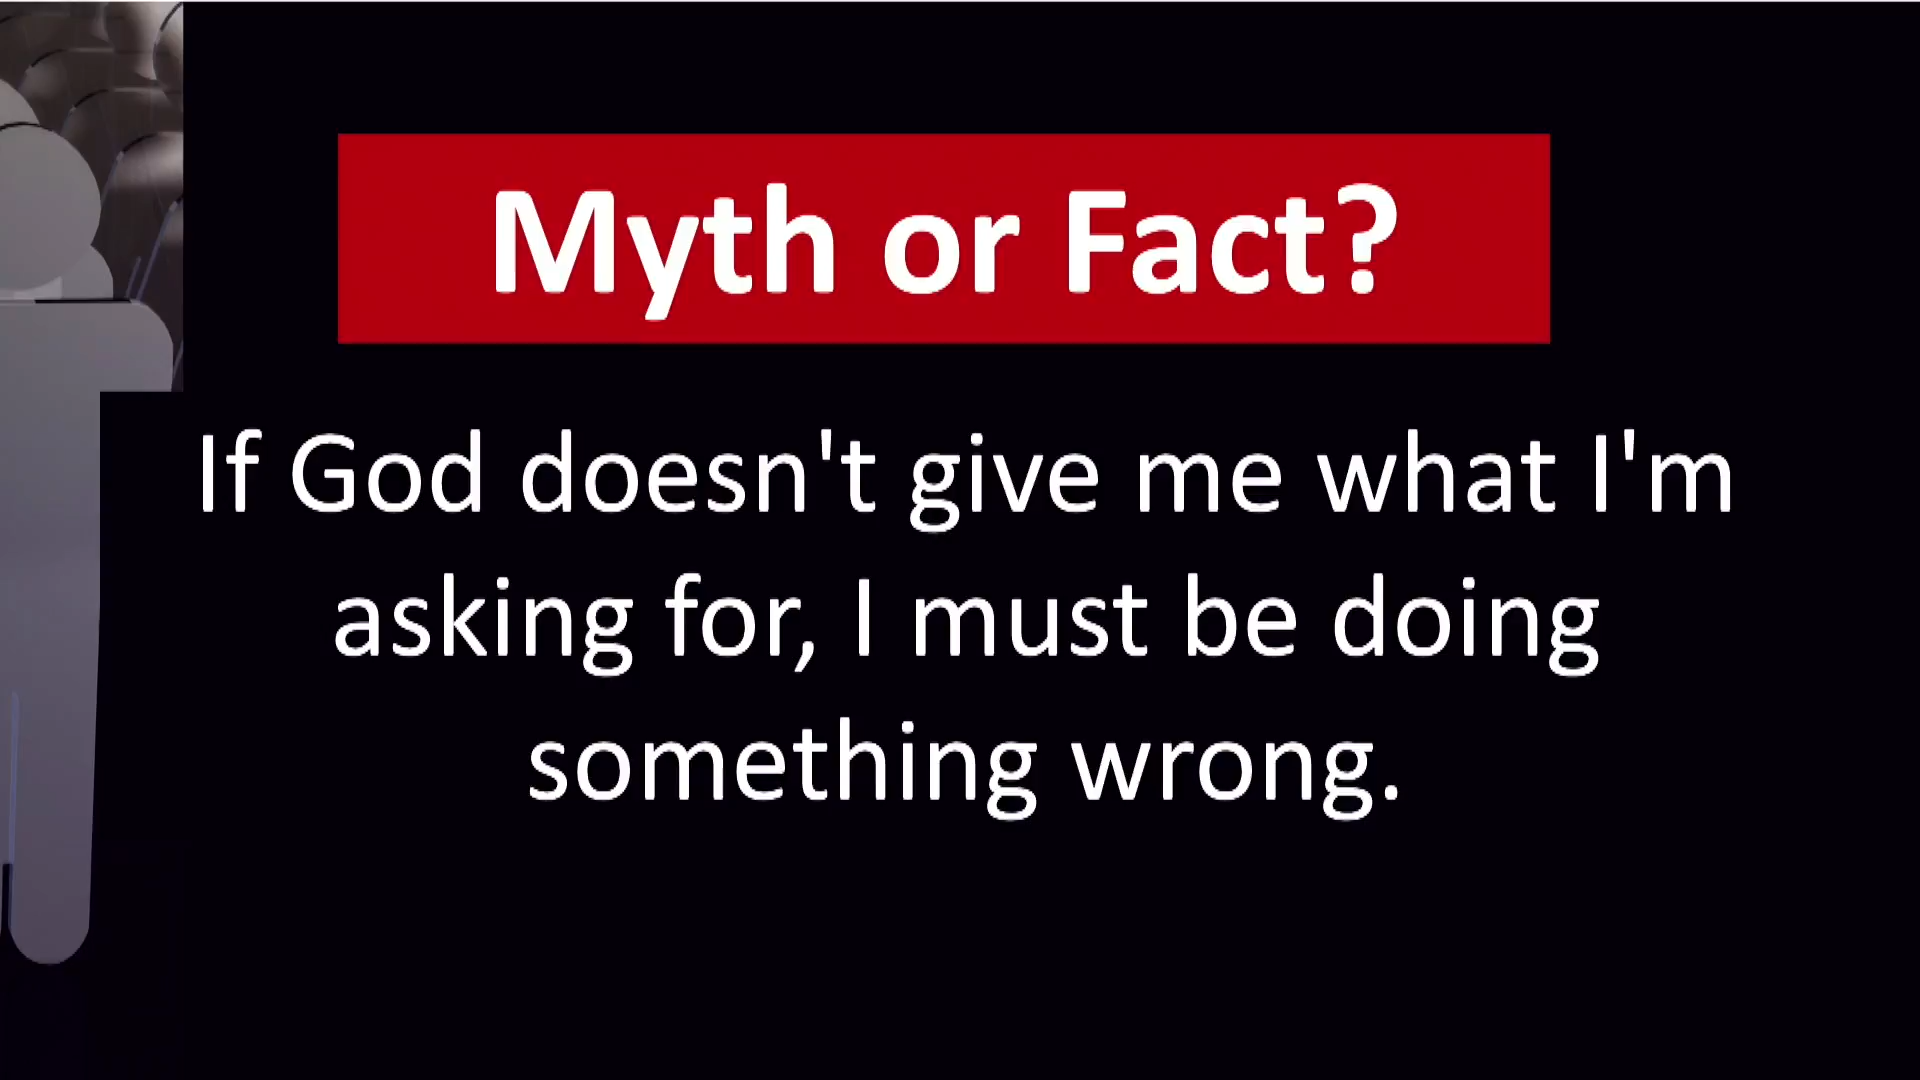 Myth or Fact?
If God doesn't give me what I'm
asking for, I must be doing
something wrong.